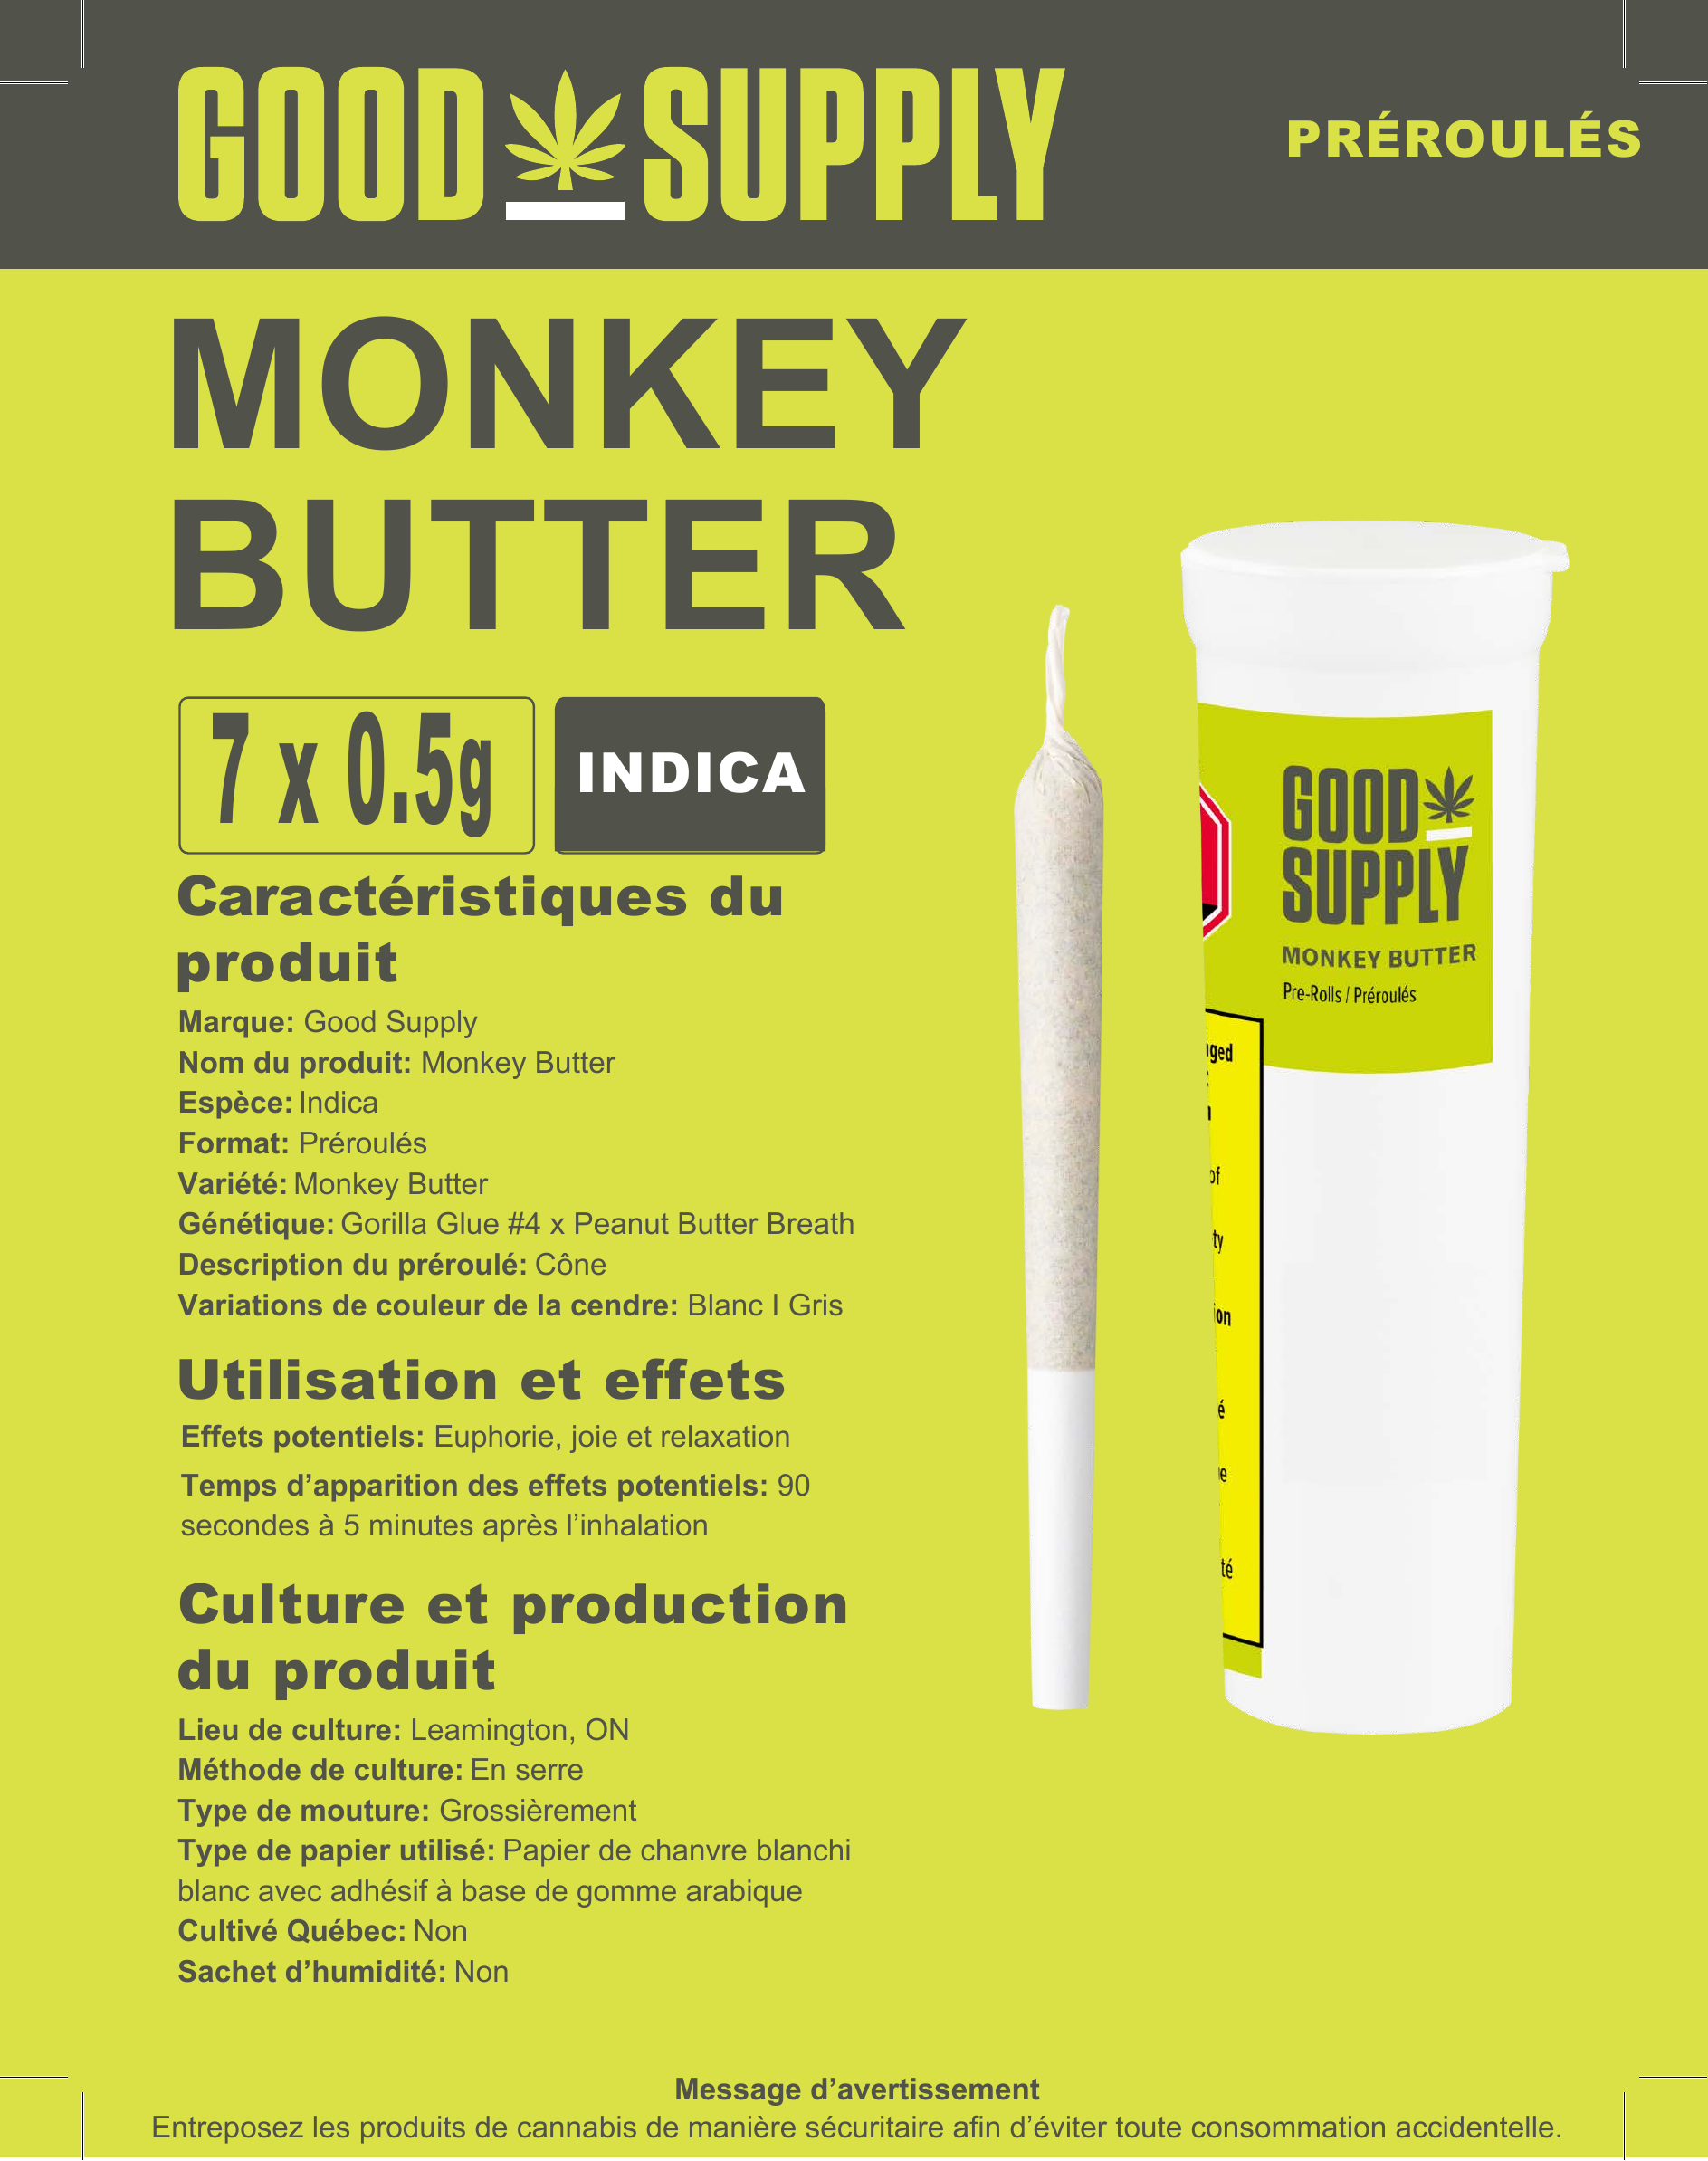 GOOD SUPPLY
PRÉROULÉS
MONKEY
BUTTER
7 x 0.5g
INDICA
Caractéristiques du
produit
Marque: Good Supply
Nom du produit: Monkey Butter
Espèce: Indica
Format: Préroulés
Variété: Monkey Butter
Génétique: Gorilla Glue #4 x Peanut Butter Breath
Description du préroulé: Cône
Variations de couleur de la cendre: Blanc I Gris
Utilisation et effets
Effets potentiels: Euphorie, joie et relaxation
Temps d’apparition des effets potentiels: 90
secondes à 5 minutes après l’inhalation
Culture et production
du produit
Lieu de culture: Leamington, ON
Méthode de culture: En serre
Type de mouture: Grossièrement
Type de papier utilisé: Papier de chanvre blanchi
blanc avec adhésif à base de gomme arabique
Cultivé Québec: Non
Sachet d’humidité: Non
GOOD
SUPPLY
MONKEY BUTTER
Pre-Rolls / Préroulés
Message d’avertissement
Entreposez les produits de cannabis de manière sécuritaire afin d’éviter toute consommation accidentelle.